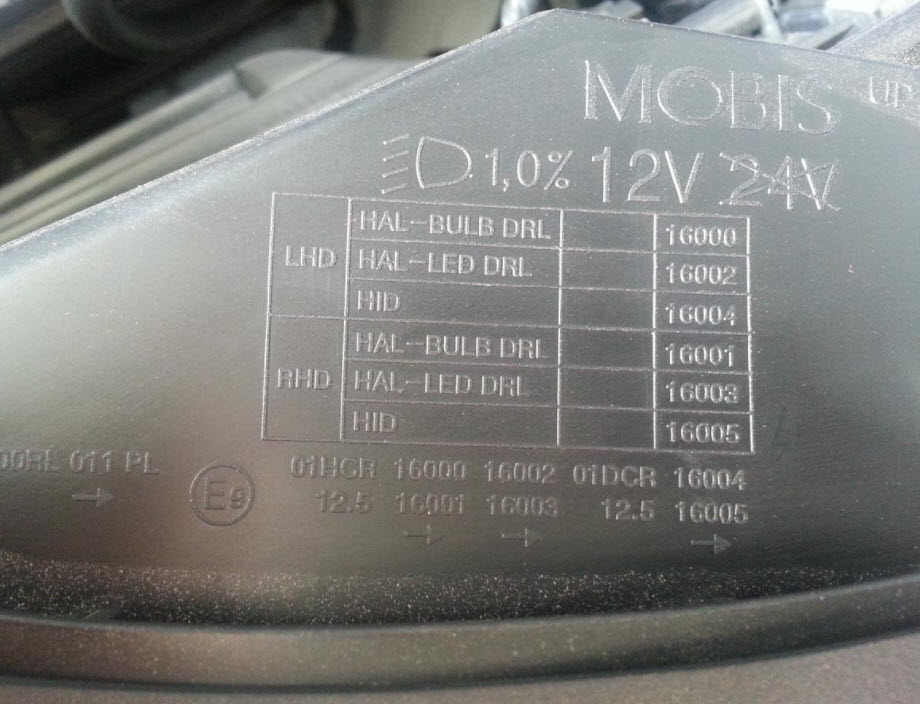 MOBIS UP
1,0% 12V 24V
LHD HAL-BULB DRL 16000
HAL-LED DRL 16002
HID 16004
RHD HAL-BULB DRL 16001
HAL-LED DRL 16003
HID 16005
00RL 011 PL
E9
01HCR 16000 16002 01DCR 16004
12.5 16001 16003 12.5 16005